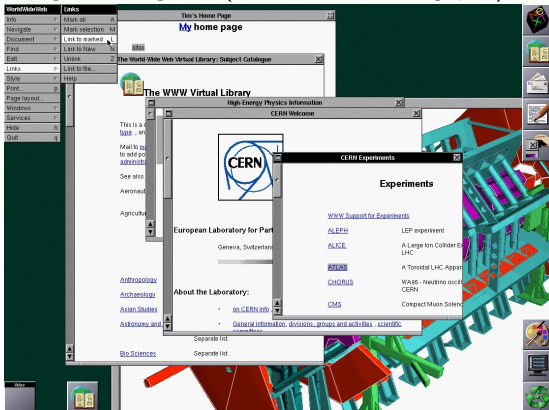 WorldWideWeb
Info
Navigate
Document
Find
Edit
Links
Style
Print.. p
Page layout..
Windows
Services
Hide h
Quit q
Links
Mark all A
Mark selection M
Link to marked L
Link to New N
Unlink Z
Link to file...
Help
Tim's Home Page
My home page
atlas
The World-Wide Web Virtual Library: Subject Catalogue
The WWW Virtual Library
This is a
type , an
Mail to
to add po
administr
See also
Aeronaut
Agricultu
Anthropology
Archaeology
Asian Studies
Astronomy and
Separate list.
Bio Sciences
Separate list.
High-Energy Physics Information
CERN Welcome
CERN
European Laboratory for Part
Geneva, Switzerlan
About the Laboratory:
on CERN info
General information, divisions, groups and activities , scientific
CERN Experiments
Experiments
WWW Support for Experiments
ALEPH LEP experiment
ALICE A Large Ion Collider E
LHC
ATLAS A Toroidal LHC Appar
CHORUS WA95 - Neutrino oscill
CERN
CMS Compact Muon Solen
Atlas